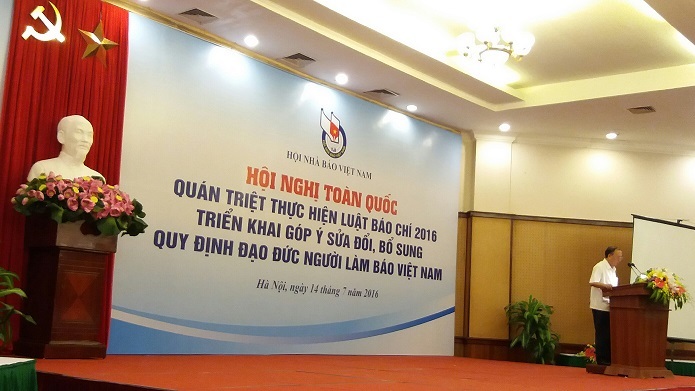 HỘI NHÀ BÁO VIỆT NAM
HỘI NGHỊ TOÀN QUỐC
QUÁN TRIỆT THỰC HIỆN LUẬT BÁO CHÍ 2016
TRIỂN KHAI GÓP Ý SỬA ĐỔI, BỔ SUNG
QUY ĐỊNH ĐẠO ĐỨC NGƯỜI LÀM BÁO VIỆT NAM
Hà Nội, ngày 14 tháng 7 năm 2016